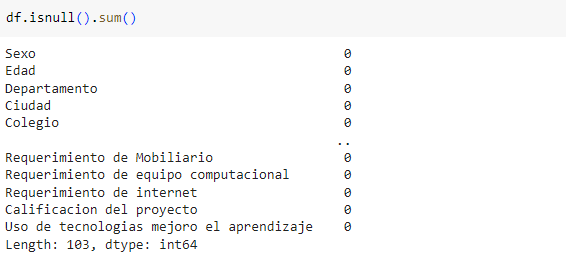 df.isnull().sum()
Sexo 0
Edad 0
Departamento 0
Ciudad 0
Colegio 0
..
Requerimiento de Mobiliario 0
Requerimiento de equipo computacional 0
Requerimiento de internet 0
Calificacion del proyecto 0
Uso de tecnologias mejoro el aprendizaje 0
Length: 103, dtype: int64